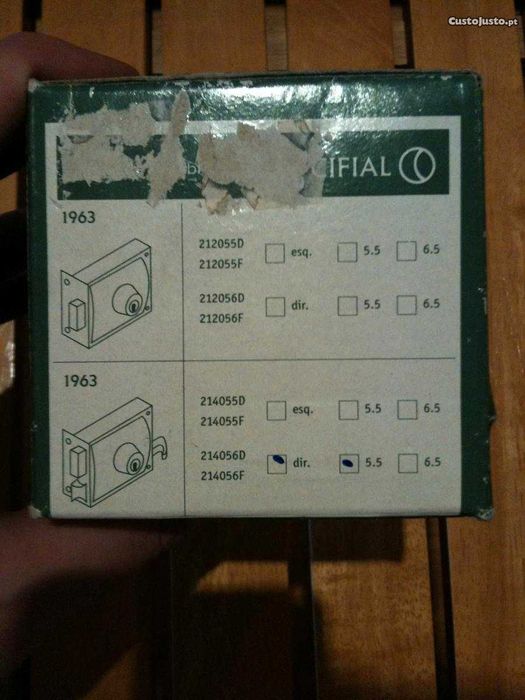 CustoJusto.pt
CIFIAL
1963
212055D
212055F
esq. 5.5 6.5
212056D
212056F
dir. 5.5 6.5
1963
214055D
214055F
esq. 5.5 6.5
214056D
214056F
dir. 5.5 6.5